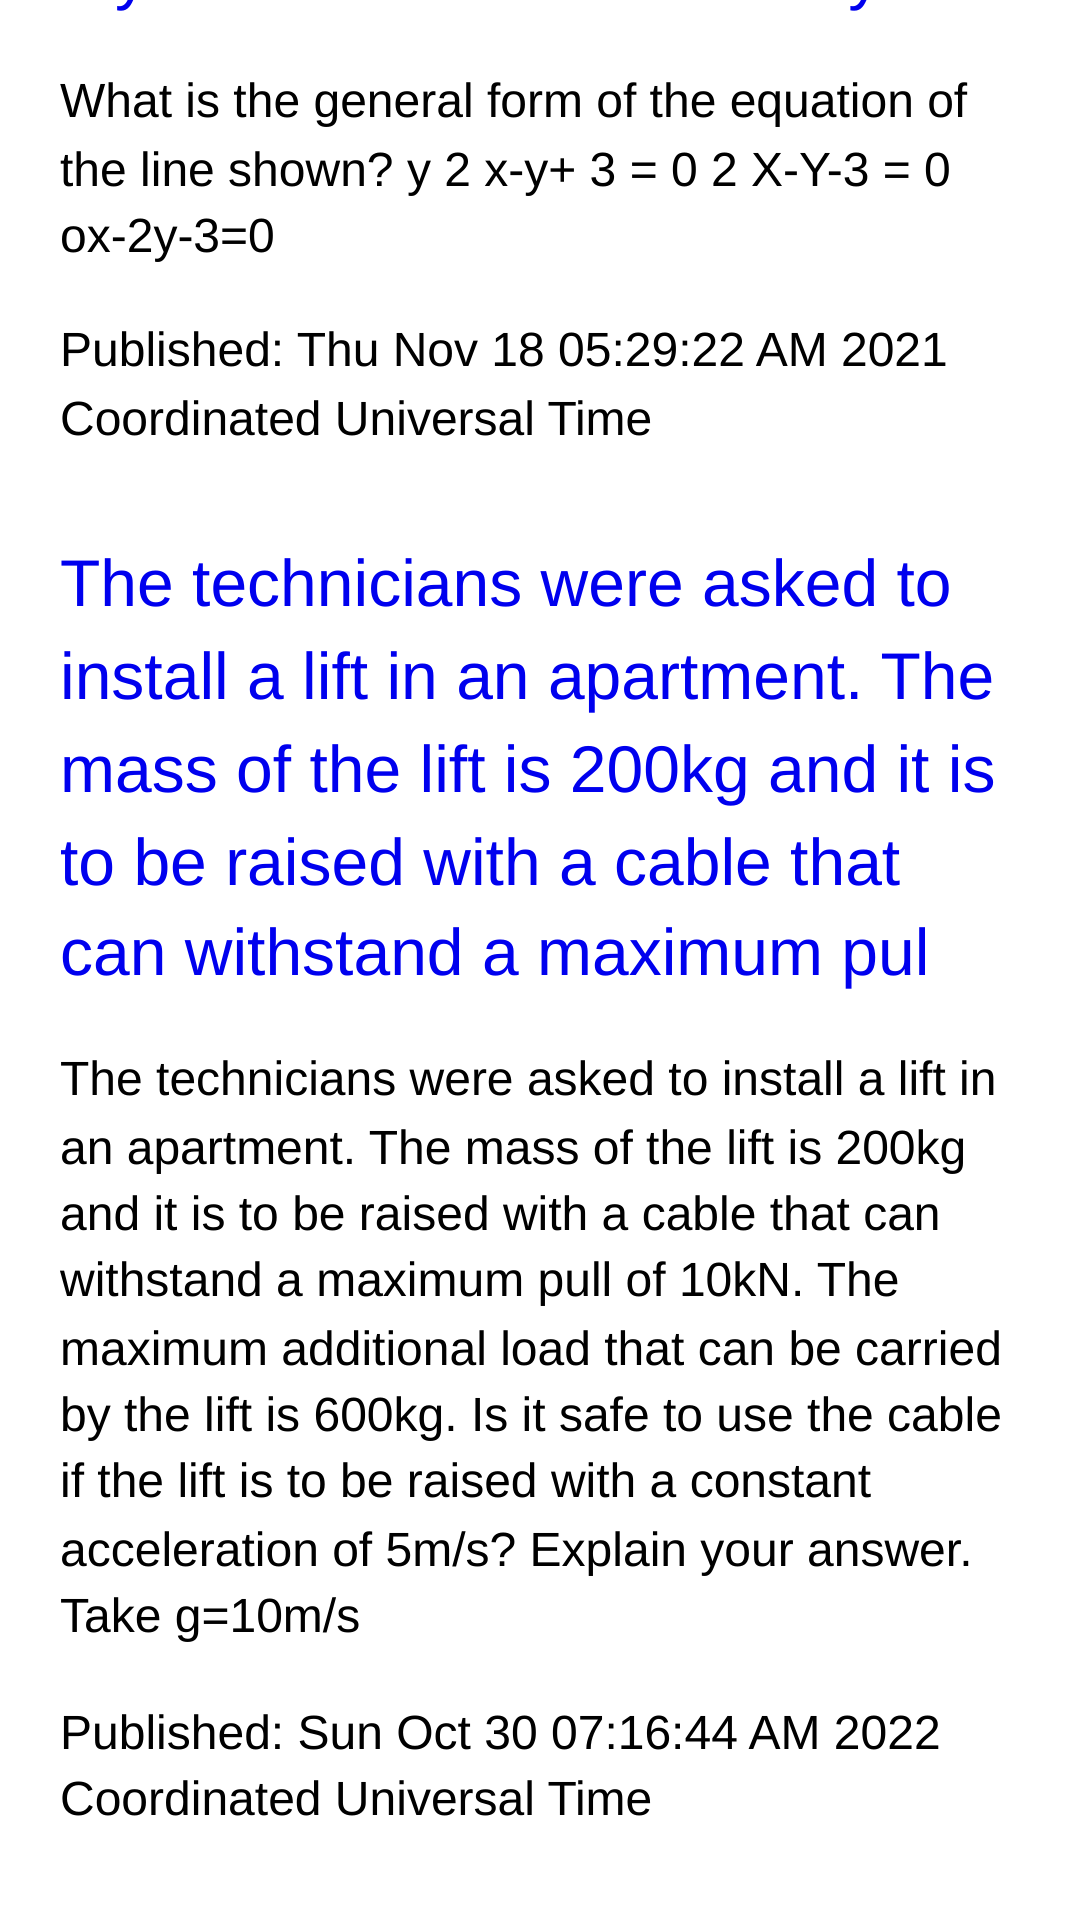 What is the general form of the equation of
the line shown? y 2 x-y+ 3 = 0 2 X-Y-3 = 0
ox-2y-3=0
Published: Thu Nov 18 05:29:22 AM 2021
Coordinated Universal Time
The technicians were asked to
install a lift in an apartment. The
mass of the lift is 200kg and it is
to be raised with a cable that
can withstand a maximum pul
The technicians were asked to install a lift in
an apartment. The mass of the lift is 200kg
and it is to be raised with a cable that can
withstand a maximum pull of 10kN. The
maximum additional load that can be carried
by the lift is 600kg. Is it safe to use the cable
if the lift is to be raised with a constant
acceleration of 5m/s? Explain your answer.
Take g=10m/s
Published: Sun Oct 30 07:16:44 AM 2022
Coordinated Universal Time